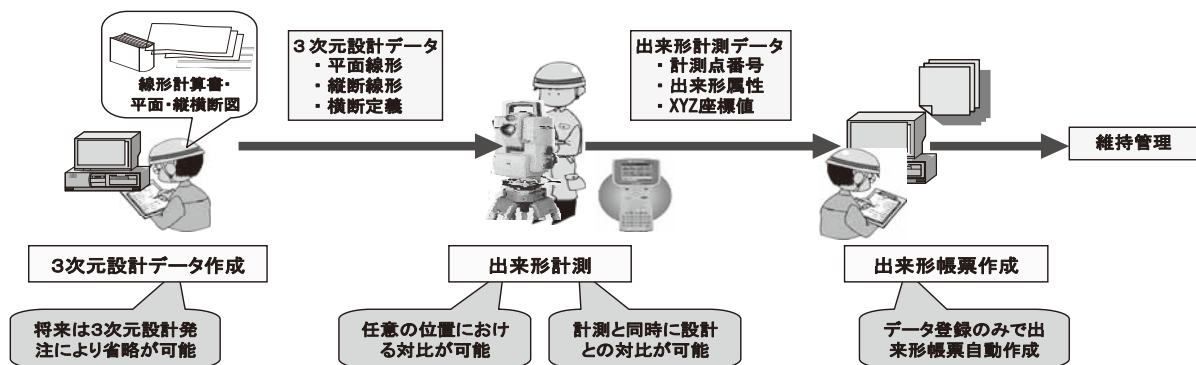 線形計算書・
平面・縦横断図
３次元設計データ
・ 平面線形
・ 縦断線形
・ 横断定義
出来形計測データ
・ 計測点番号
・ 出来形属性
・ XYZ座標値
維持管理
３次元設計データ作成
出来形計測
出来形帳票作成
将来は３次元設計発
注により省略が可能
任意の位置におけ
る対比が可能
計測と同時に設計
との対比が可能
データ登録のみで出
来形帳票自動作成